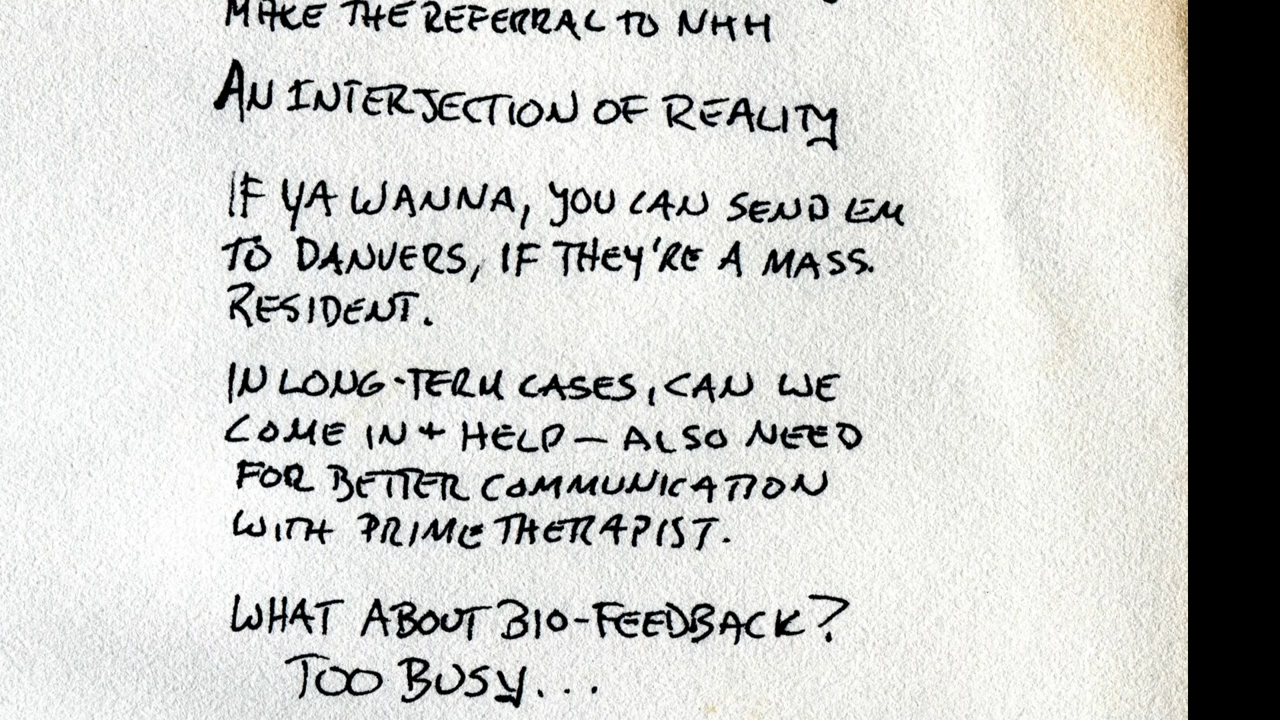 MAKE THE REFERRAL TO NHH
AN INTERJECTION OF REALITY
IF YA WANNA, YOU CAN SEND EM
TO DANVERS, IF THEY'RE A MASS.
RESIDENT.
IN LONG-TERM CASES, CAN WE
COME IN + HELP — ALSO NEED
FOR BETTER COMMUNICATION
WITH PRIME THERAPIST.
WHAT ABOUT BIO-FEEDBACK?
TOO BUSY...